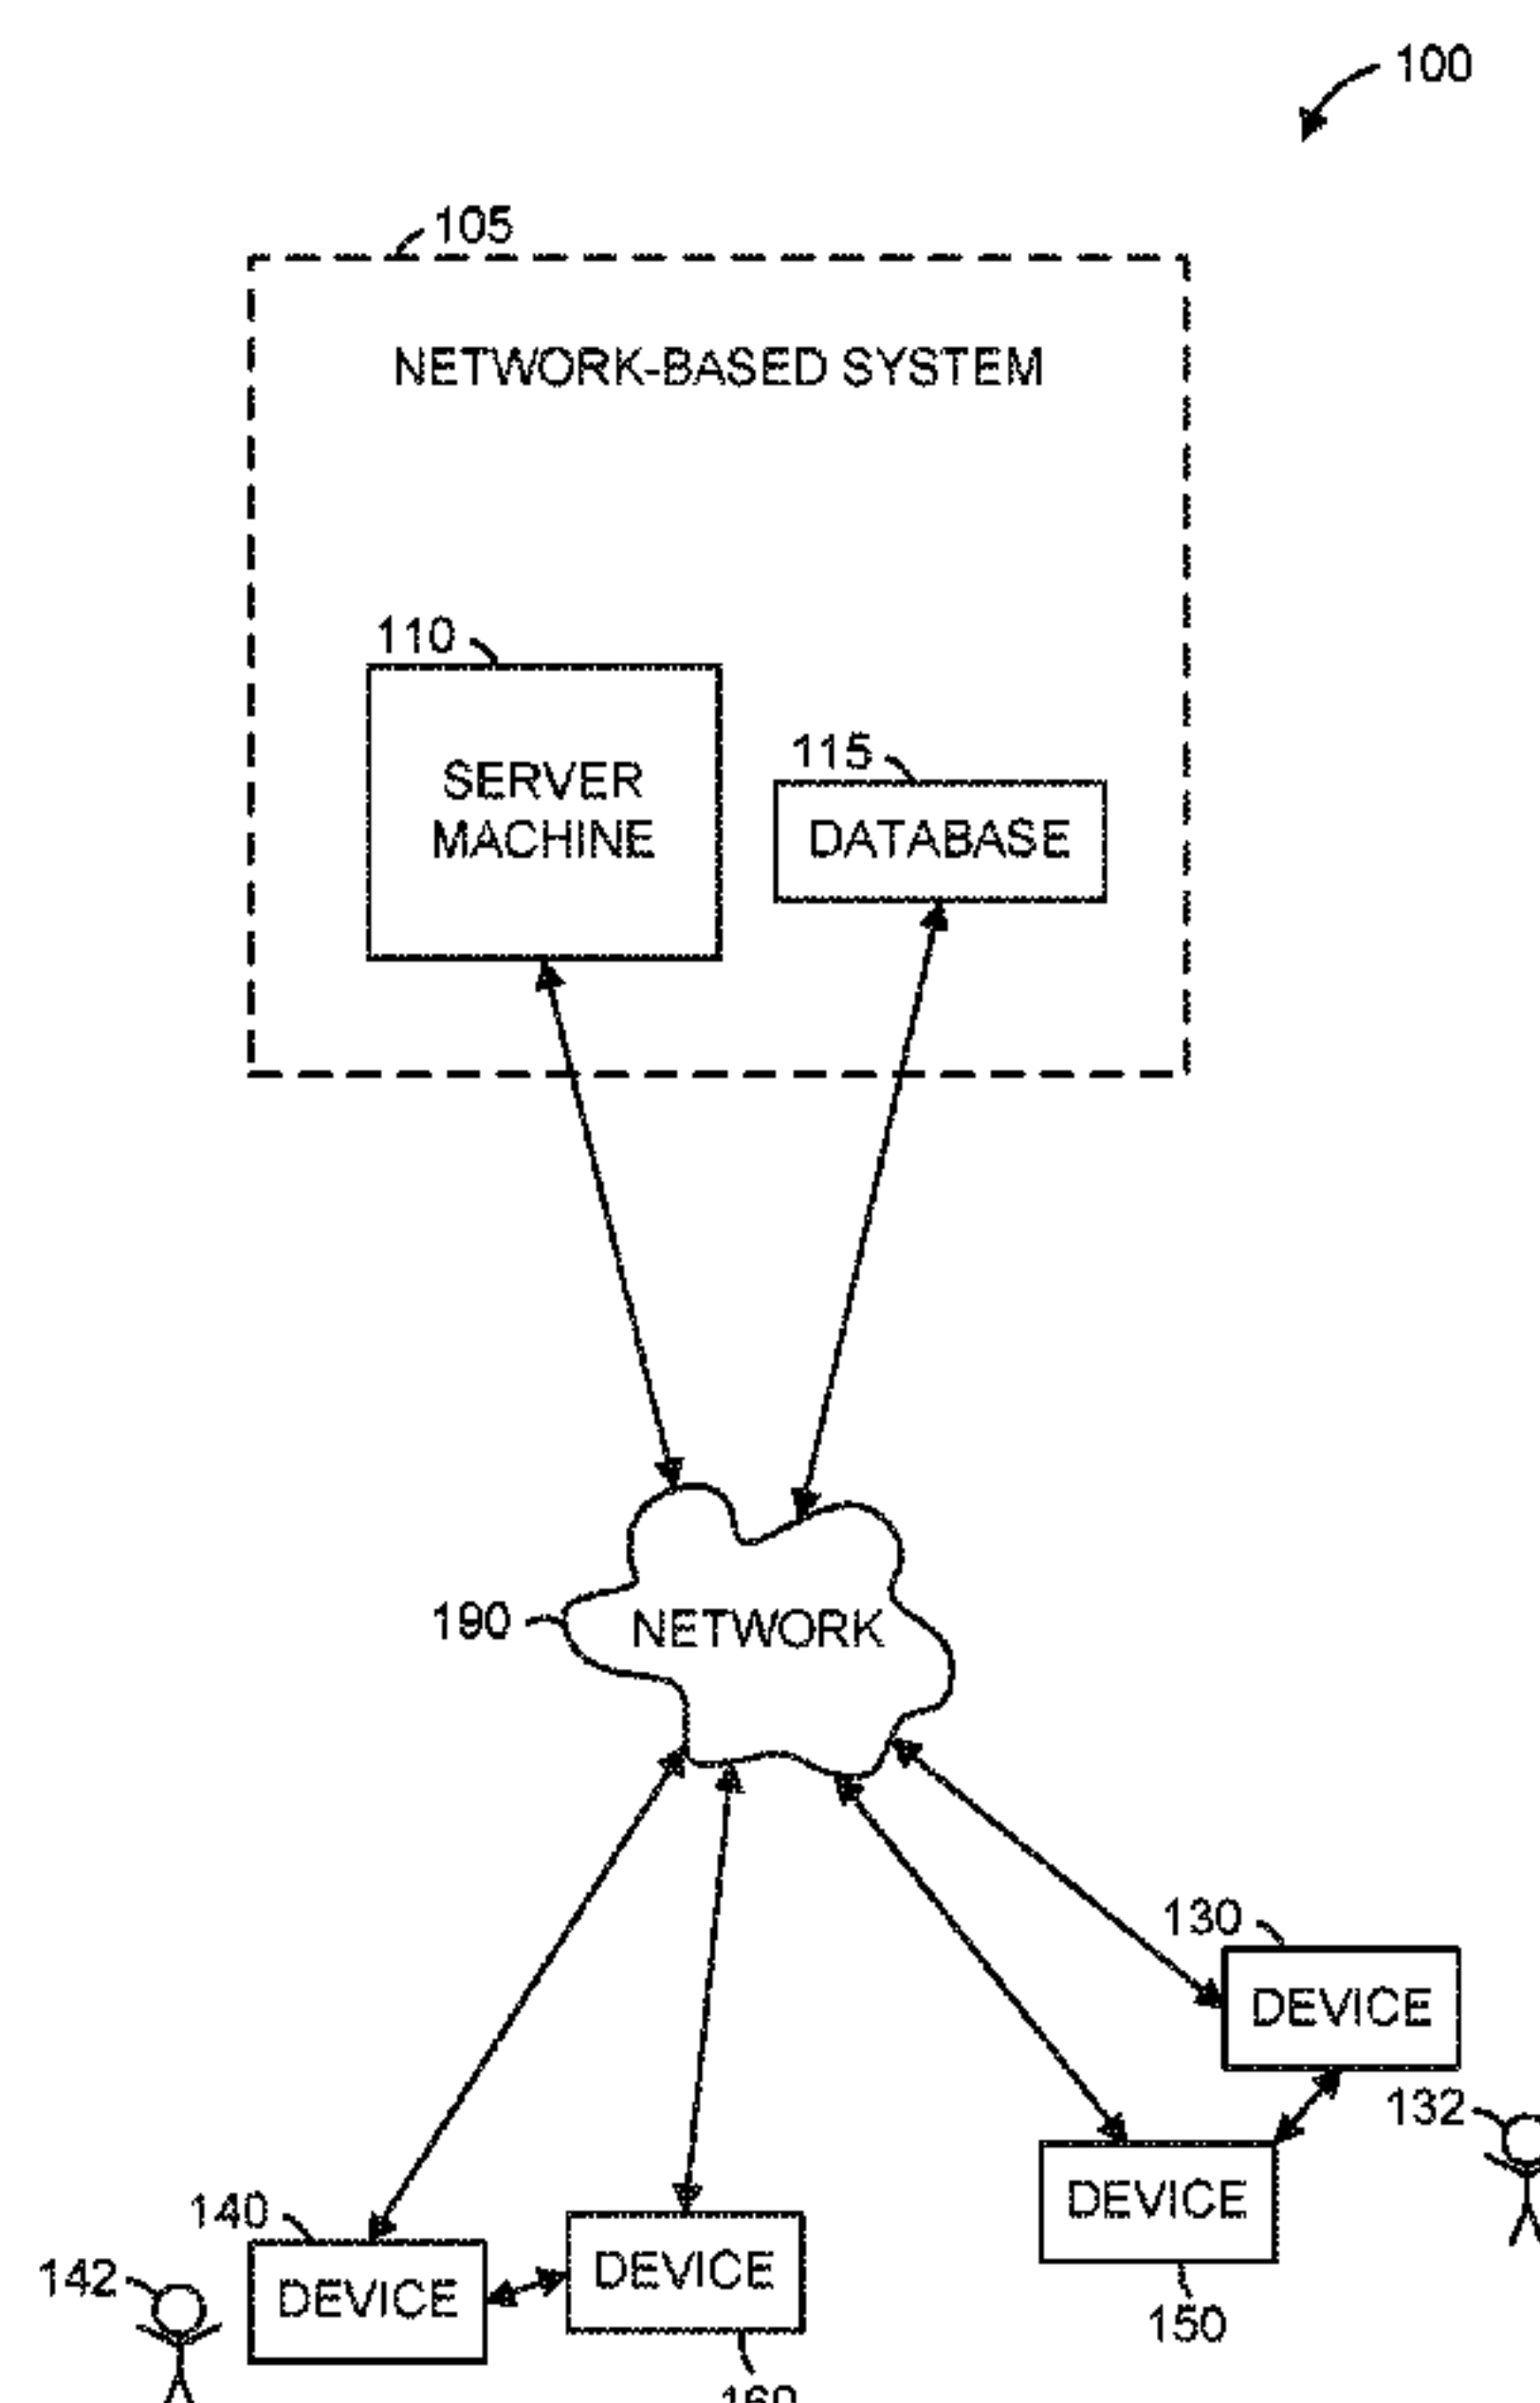 100
105
NETWORK-BASED SYSTEM
110
SERVER
MACHINE
115
DATABASE
190
NETWORK
130
DEVICE
132
DEVICE
150
140
DEVICE
142
DEVICE
160